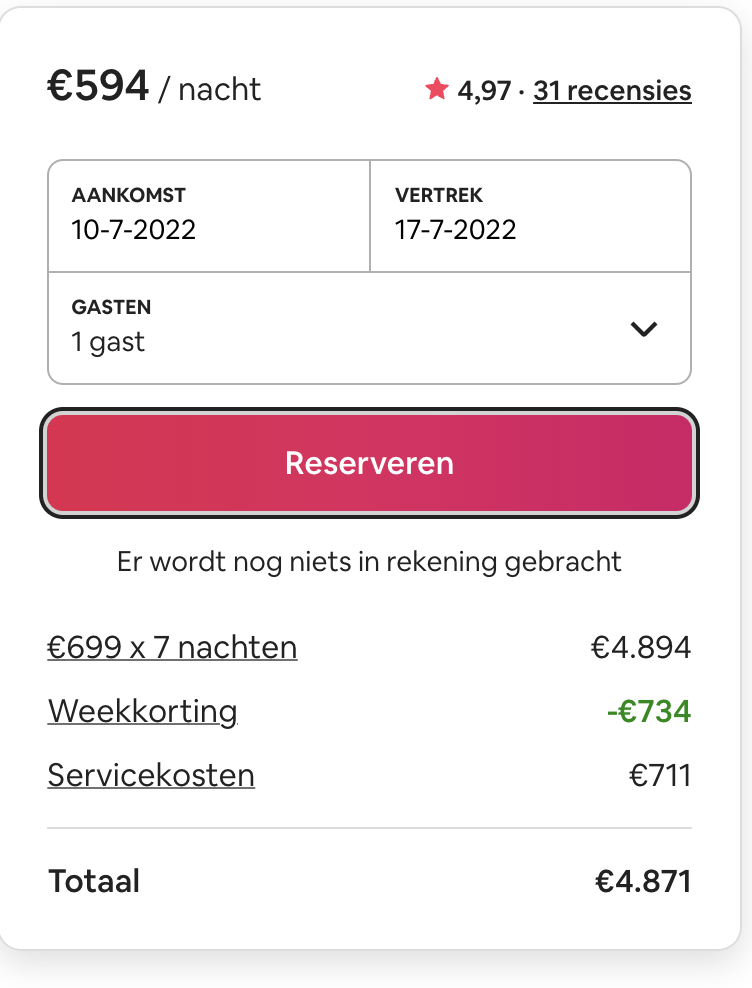 €594 / nacht ★ 4,97 · 31 recensies
AANKOMST VERTREK
10-7-2022 17-7-2022
GASTEN
1 gast
Reserveren
Er wordt nog niets in rekening gebracht
€699 x 7 nachten €4.894
Weekkorting -€734
Servicekosten €711
Totaal €4.871